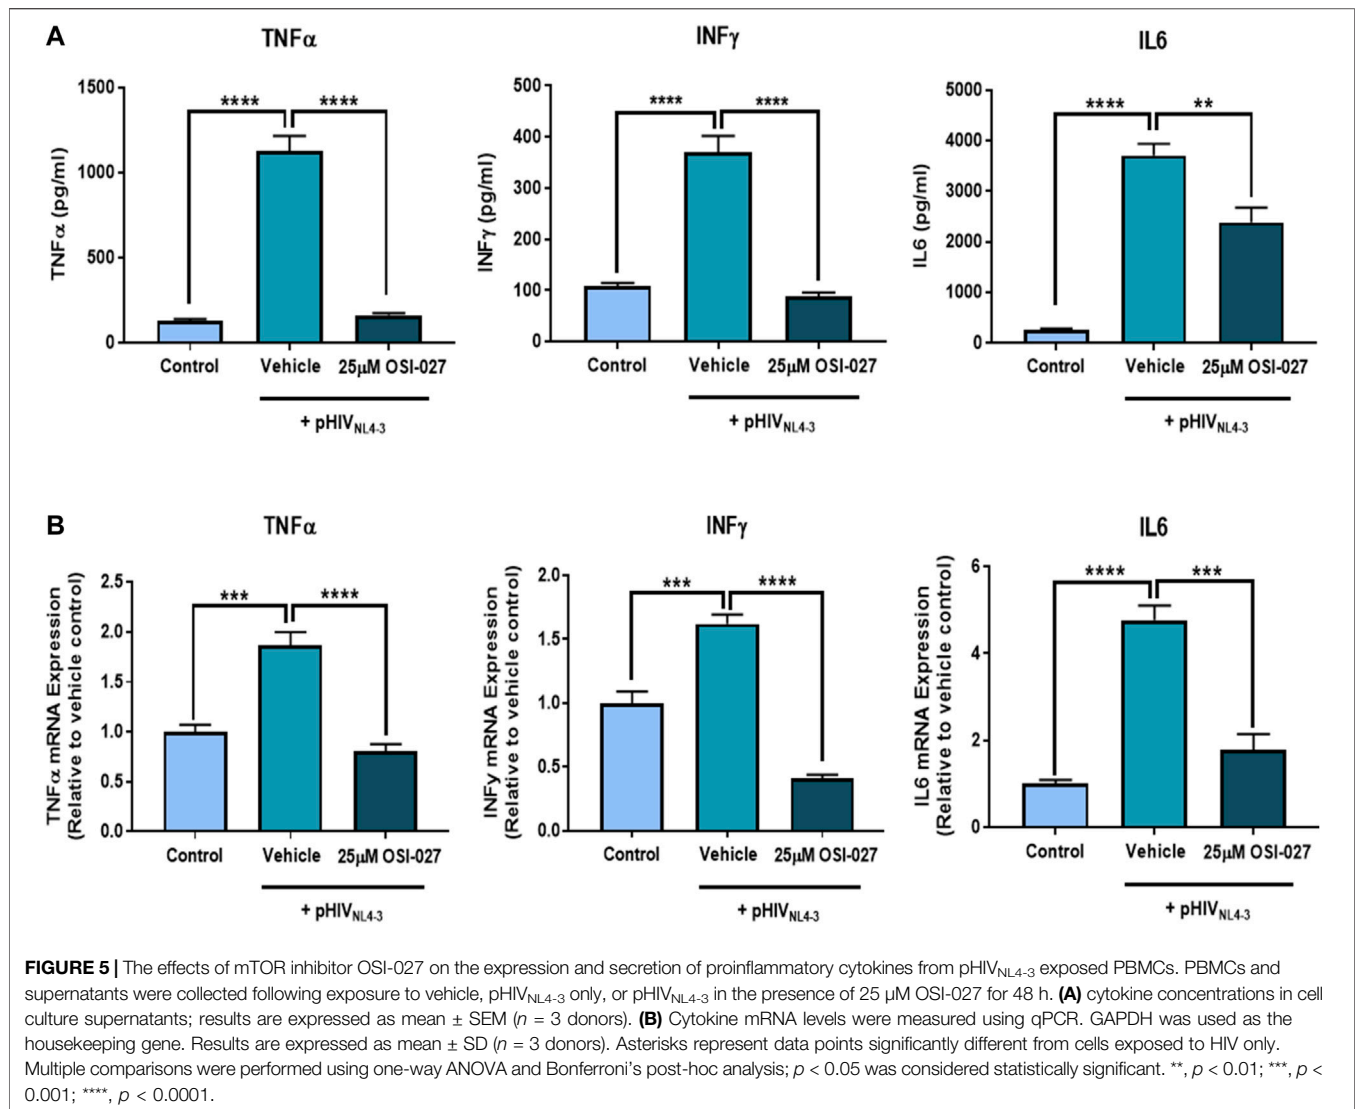 A
TNFα
TNFα (pg/ml)
1500
1000
500
0
****
****
Control
Vehicle
25µM OSI-027
+ pHIVNL4-3
INFγ
INFγ (pg/ml)
500
400
300
200
100
0
****
****
Control
Vehicle
25µM OSI-027
+ pHIVNL4-3
IL6
IL6 (pg/ml)
5000
4000
3000
2000
1000
0
****
**
Control
Vehicle
25µM OSI-027
+ pHIVNL4-3
B
TNFα
TNFα mRNA Expression
(Relative to vehicle control)
2.5
2.0
1.5
1.0
0.5
0.0
***
****
Control
Vehicle
25µM OSI-027
+ pHIVNL4-3
INFγ
INFγ mRNA Expression
(Relative to vehicle control)
2.0
1.5
1.0
0.5
0.0
***
****
Control
Vehicle
25µM OSI-027
+ pHIVNL4-3
IL6
IL6 mRNA Expression
(Relative to vehicle control)
6
4
2
0
****
***
Control
Vehicle
25µM OSI-027
+ pHIVNL4-3
FIGURE 5 | The effects of mTOR inhibitor OSI-027 on the expression and secretion of proinflammatory cytokines from pHIVNL4-3 exposed PBMCs. PBMCs and
supernatants were collected following exposure to vehicle, pHIVNL4-3 only, or pHIVNL4-3 in the presence of 25 µM OSI-027 for 48 h. (A) cytokine concentrations in cell
culture supernatants; results are expressed as mean ± SEM (n = 3 donors). (B) Cytokine mRNA levels were measured using qPCR. GAPDH was used as the
housekeeping gene. Results are expressed as mean ± SD (n = 3 donors). Asterisks represent data points significantly different from cells exposed to HIV only.
Multiple comparisons were performed using one-way ANOVA and Bonferroni's post-hoc analysis; p < 0.05 was considered statistically significant. **, p < 0.01; ***, p <
0.001; ****, p < 0.0001.